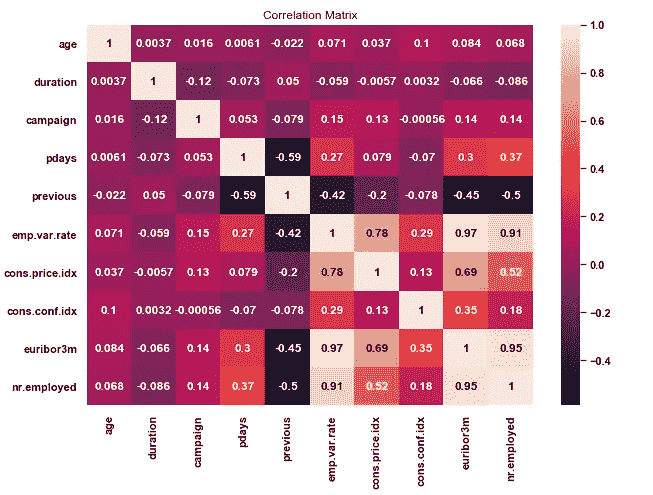 Correlation Matrix
age 1 0.0037 0.016 0.0061 -0.022 0.071 0.037 0.1 0.084 0.068
duration 0.0037 1 -0.12 -0.073 0.05 -0.059 -0.0057 0.0032 -0.066 -0.086
campaign 0.016 -0.12 1 0.053 -0.079 0.15 0.13 -0.00056 0.14 0.14
pdays 0.0061 -0.073 0.053 1 -0.59 0.27 0.079 -0.07 0.3 0.37
previous -0.022 0.05 -0.079 -0.59 1 -0.42 -0.2 -0.078 -0.45 -0.5
emp.var.rate 0.071 -0.059 0.15 0.27 -0.42 1 0.78 0.29 0.97 0.91
cons.price.idx 0.037 -0.0057 0.13 0.079 -0.2 0.78 1 0.13 0.69 0.52
cons.conf.idx 0.1 0.0032 -0.00056 -0.07 -0.078 0.29 0.13 1 0.35 0.18
euribor3m 0.084 -0.066 0.14 0.3 -0.45 0.97 0.69 0.35 1 0.95
nr.employed 0.068 -0.086 0.14 0.37 -0.5 0.91 0.52 0.18 0.95 1
age duration campaign pdays previous emp.var.rate cons.price.idx cons.conf.idx euribor3m nr.employed
1.0
0.8
0.6
0.4
0.2
0.0
-0.2
-0.4